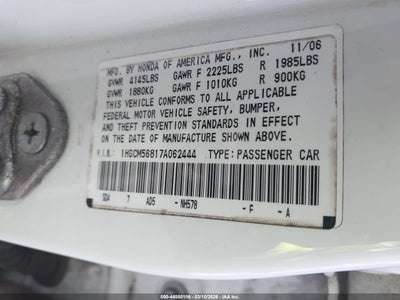 MFD. BY HONDA OF AMERICA MFG., INC. 11/06
GVWR 4145LBS GAWR F 2225LBS R 1985LBS
GVWR 1880KG GAWR F 1010KG R 900KG
THIS VEHICLE CONFORMS TO ALL APPLICABLE
FEDERAL MOTOR VEHICLE SAFETY, BUMPER,
AND THEFT PREVENTION STANDARDS IN EFFECT
ON THE DATE OF MANUFACTURE SHOWN ABOVE.
V.I.N.: 1HGCM56817A062444 TYPE: PASSENGER CAR
SDA 7 AD5 -NH578 -F -A
000-44880106 - 03/10/2026 - IAA Inc.